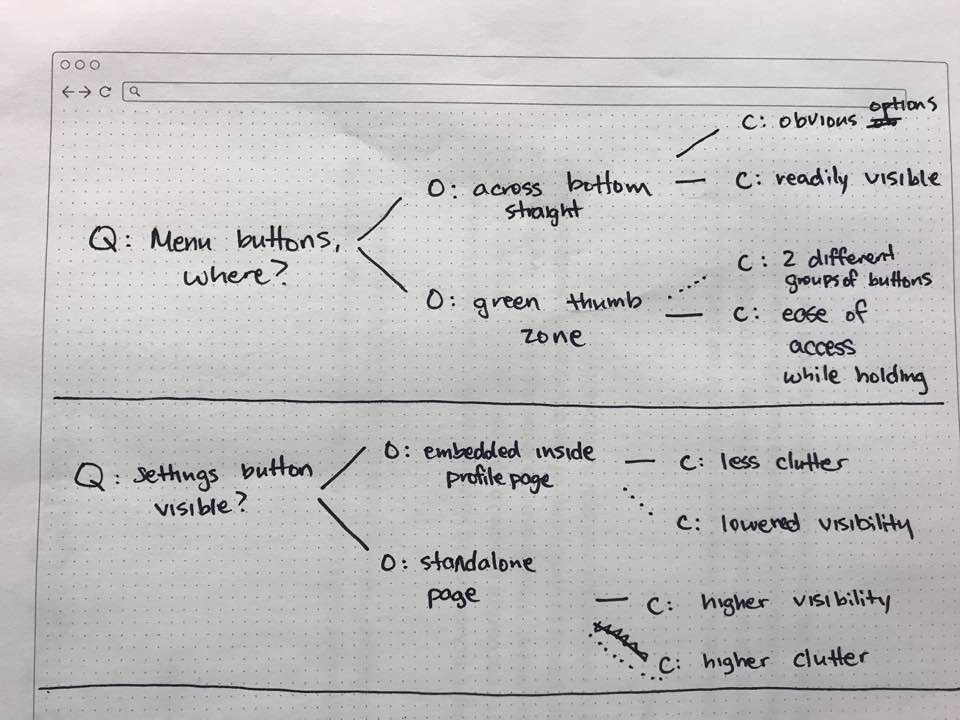 C: obvious options
O: across bottom
straight
C: readily visible
Q: Menu buttons,
where?
C: 2 different
groups of buttons
O: green thumb
zone
C: ease of
access
while holding
Q: settings button
visible?
O: embedded inside
profile page
C: less clutter
C: lowered visibility
O: standalone
page
C: higher visibility
C: higher clutter